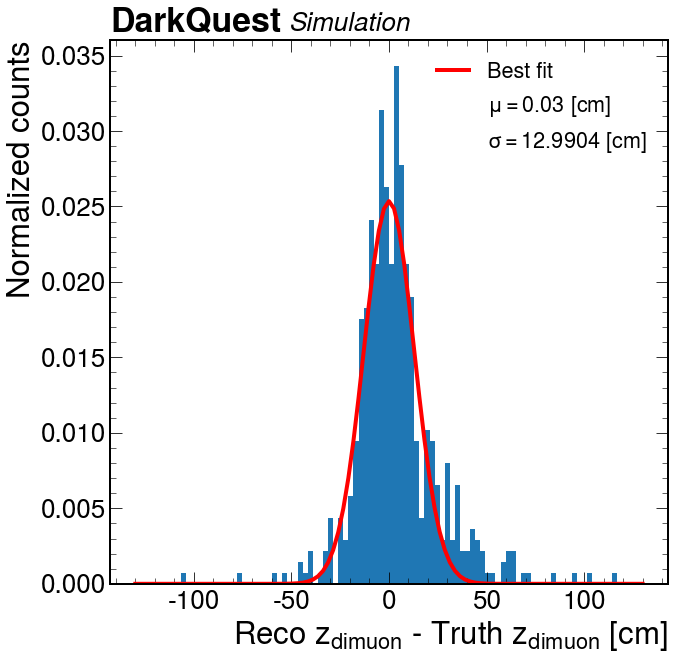 DarkQuest Simulation
Normalized counts
0.035
0.030
0.025
0.020
0.015
0.010
0.005
0.000
Best fit
μ = 0.03 [cm]
σ = 12.9904 [cm]
-100 -50 0 50 100
Reco z_dimuon - Truth z_dimuon [cm]